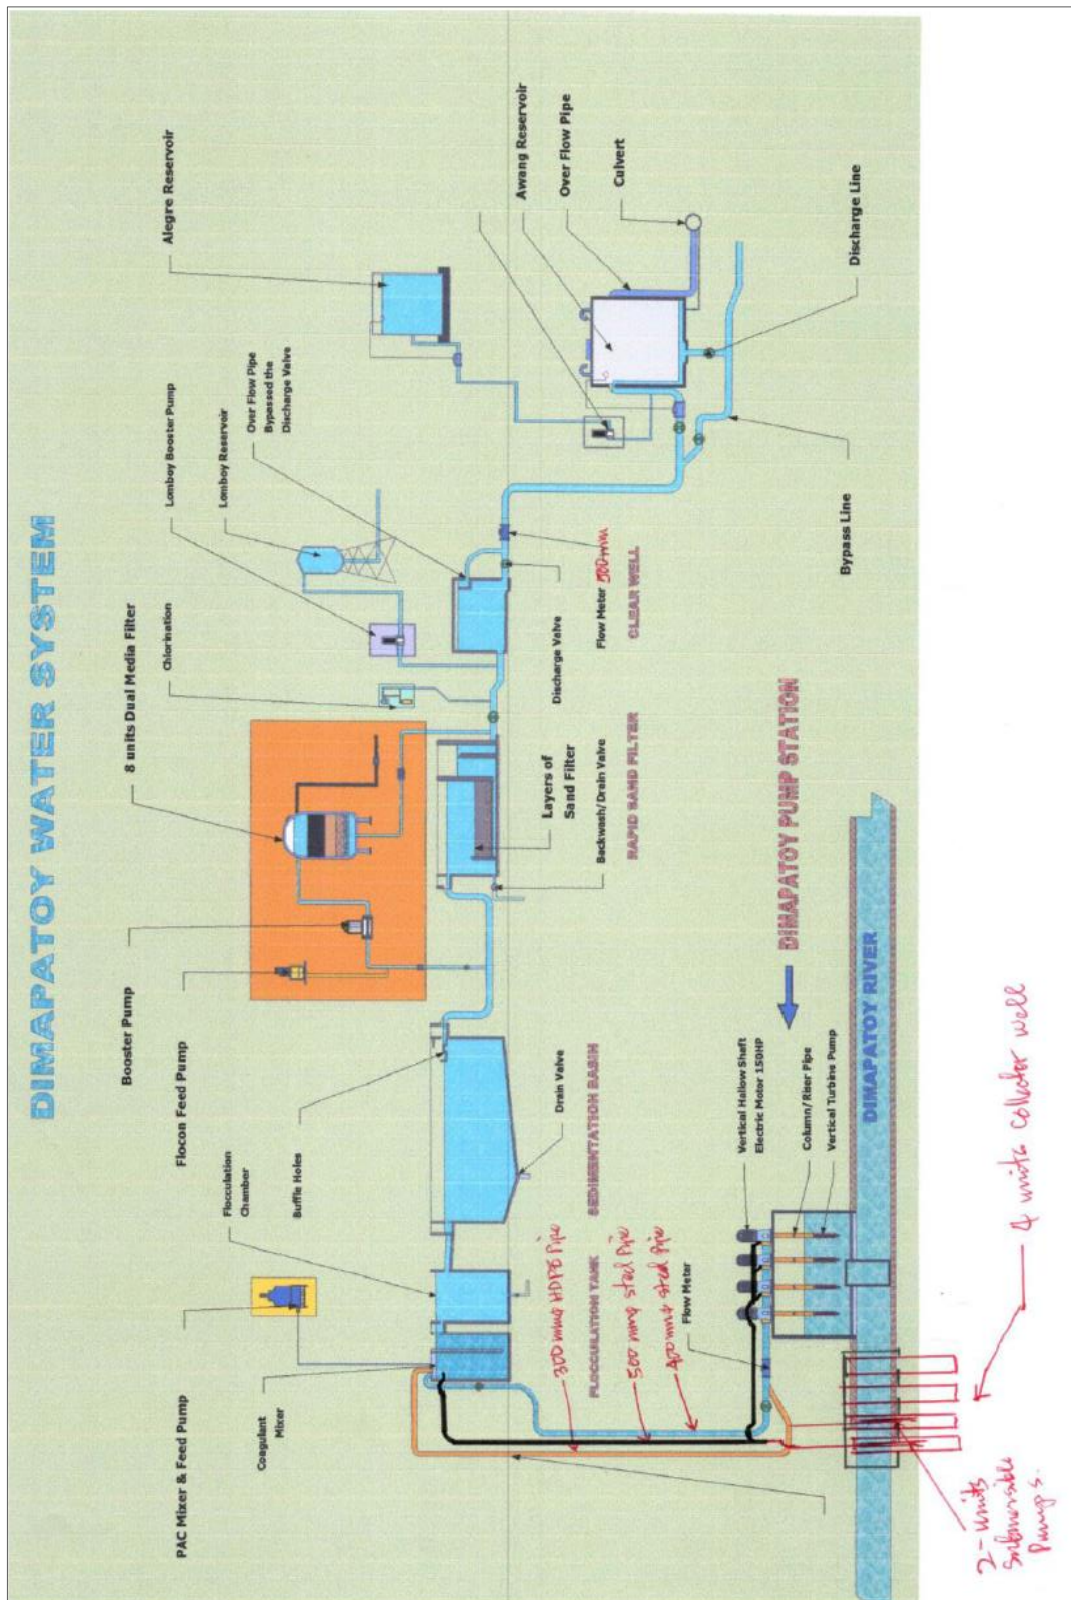 DIMAPATOY WATER SYSTEM
PAC Mixer & Feed Pump
Coagulant
Mixer
Flocculation
Chamber
Flocon Feed Pump
Buffle Holes
Booster Pump
8 units Dual Media Filter
Chlorination
Lomboy Booster Pump
Lomboy Reservoir
Over Flow Pipe
Bypassed the
Discharge Valve
Alegre Reservoir
Awang Reservoir
Over Flow Pipe
Culvert
Discharge Line
Bypass Line
Flow Meter 500mm
CLEAR WELL
Discharge Valve
Layers of
Sand Filter
Backwash/Drain Valve
RAPID SAND FILTER
Drain Valve
SEDIMENTATION BASIN
FLOCCULATION TANK
300 mmφ HDPE Pipe
500 mmφ steel Pipe
400 mmφ steel Pipe
Flow Meter
DIMAPATOY PUMP STATION
Vertical Hallow Shaft
Electric Motor 150HP
Column/Riser Pipe
Vertical Turbine Pump
DIMAPATOY RIVER
4 units collector well
2- units
submersible
Pumps.